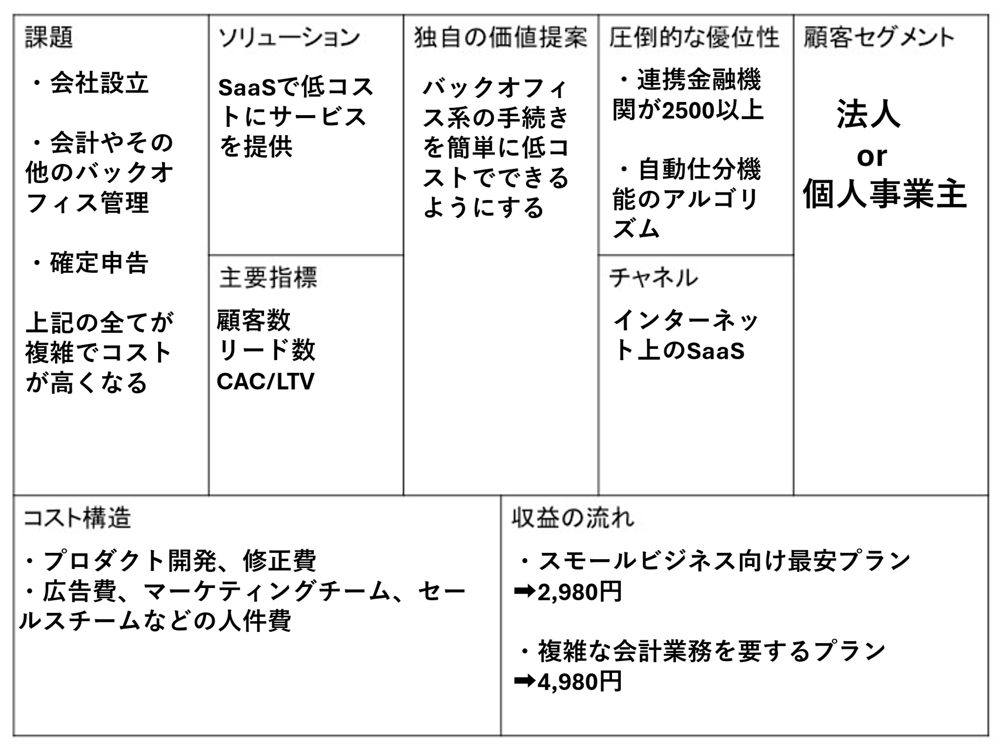 課題
・会社設立
・会計やその
他のバックオ
フィス管理
・確定申告
上記の全てが
複雑でコスト
が高くなる
ソリューション
SaaSで低コス
トにサービス
を提供
主要指標
顧客数
リード数
CAC/LTV
独自の価値提案
バックオフィ
ス系の手続き
を簡単に低コ
ストでできる
ようにする
圧倒的な優位性
・連携金融機
関が2500以上
・自動仕分機
能のアルゴリ
ズム
チャネル
インターネッ
ト上のSaaS
顧客セグメント
法人
or
個人事業主
コスト構造
・プロダクト開発、修正費
・広告費、マーケティングチーム、セー
ルスチームなどの人件費
収益の流れ
・スモールビジネス向け最安プラン
➡2,980円
・複雑な会計業務を要するプラン
➡4,980円